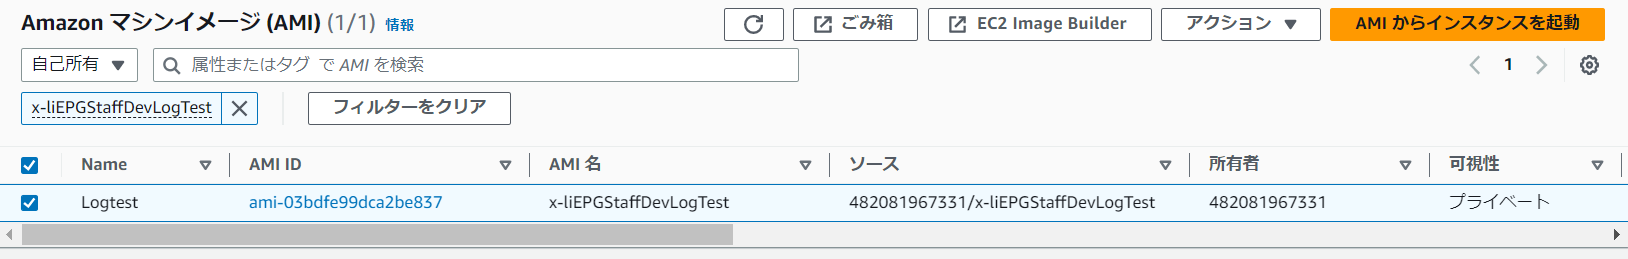 Amazon マシンイメージ (AMI) (1/1) 情報
ごみ箱
EC2 Image Builder
アクション
AMI からインスタンスを起動
自己所有
属性またはタグ で AMI を検索
1
x-liEPGStaffDevLogTest
フィルターをクリア
Name AMI ID AMI 名 ソース 所有者 可視性
Logtest ami-03bdfe99dca2be837 x-liEPGStaffDevLogTest 482081967331/x-liEPGStaffDevLogTest 482081967331 プライベート